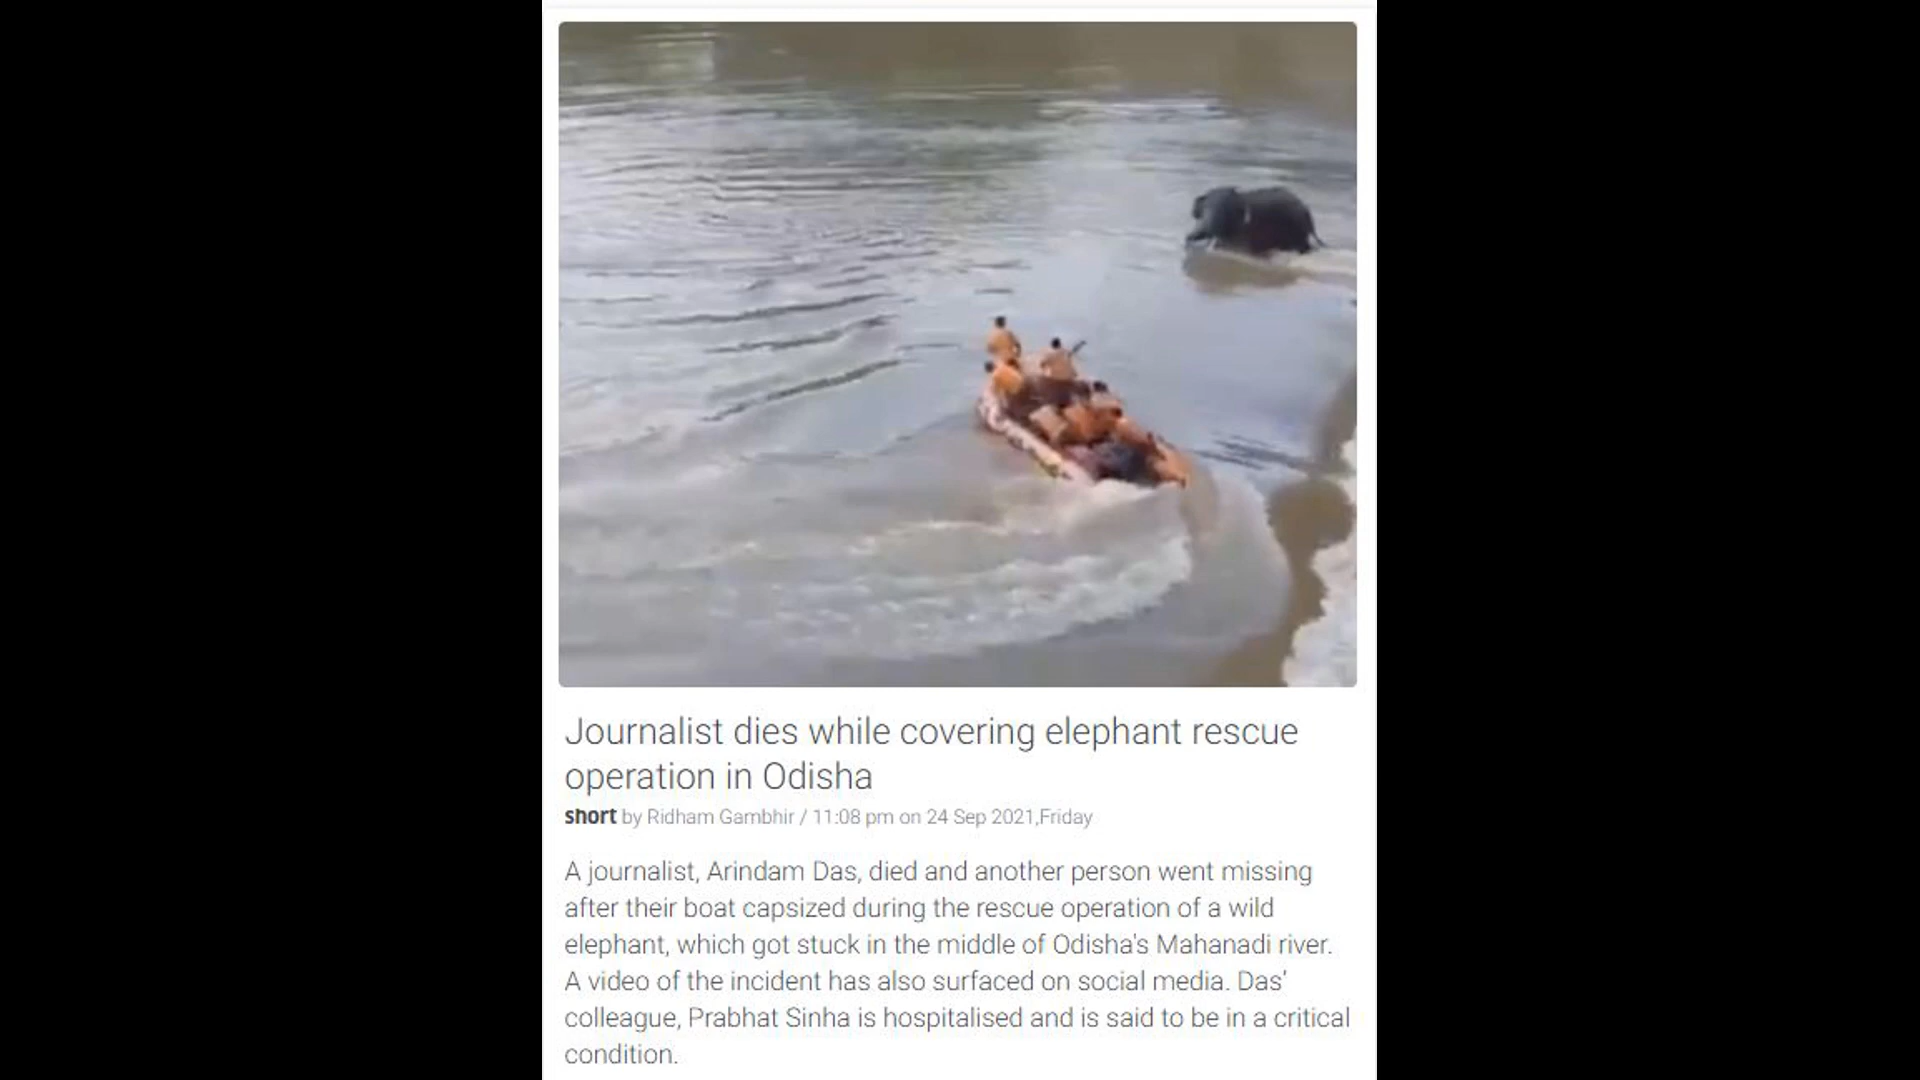 Journalist dies while covering elephant rescue
operation in Odisha
short by Ridham Gambhir / 11:08 pm on 24 Sep 2021,Friday
A journalist, Arindam Das, died and another person went missing
after their boat capsized during the rescue operation of a wild
elephant, which got stuck in the middle of Odisha's Mahanadi river.
A video of the incident has also surfaced on social media. Das'
colleague, Prabhat Sinha is hospitalised and is said to be in a critical
condition.